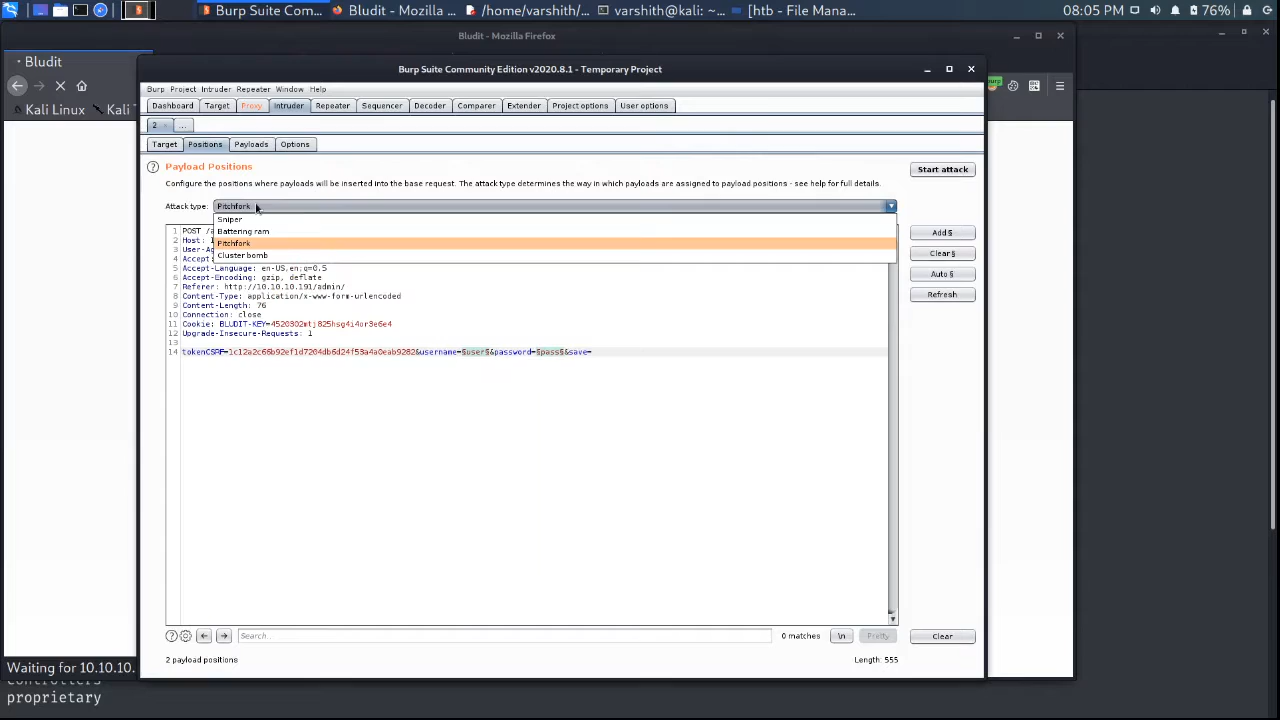 Burp Suite Com...
Bludit - Mozilla ...
/home/varshith/...
varshith@kali: ~...
[htb - File Mana...
08:05 PM
76%
Bludit - Mozilla Firefox
Bludit
Kali Linux
Kali T
Burp Suite Community Edition v2020.8.1 - Temporary Project
Burp Project Intruder Repeater Window Help
Dashboard Target Proxy Intruder Repeater Sequencer Decoder Comparer Extender Project options User options
2 ...
Target Positions Payloads Options
? Payload Positions
Start attack
Configure the positions where payloads will be inserted into the base request. The attack type determines the way in which payloads are assigned to payload positions - see help for full details.
Attack type: Pitchfork
Sniper
Battering ram
Pitchfork
Cluster bomb
1 POST /a
2 Host: 1
3 User-Ag
4 Accept:
5 Accept-Language: en-US,en;q=0.5
6 Accept-Encoding: gzip, deflate
7 Referer: http://10.10.10.191/admin/
8 Content-Type: application/x-www-form-urlencoded
9 Content-Length: 76
10 Connection: close
11 Cookie: BLUDIT-KEY=4520302mtj825hsg4i4or3e6e4
12 Upgrade-Insecure-Requests: 1
13
14 tokenCSRF=1c12a2c66b92ef1d7204db6d24f53a4a0eab9282&username=§user§&password=§pass§&save=
Add §
Clear §
Auto §
Refresh
Search...
0 matches
\n
Pretty
Clear
2 payload positions
Length: 555
Waiting for 10.10.10.
proprietary